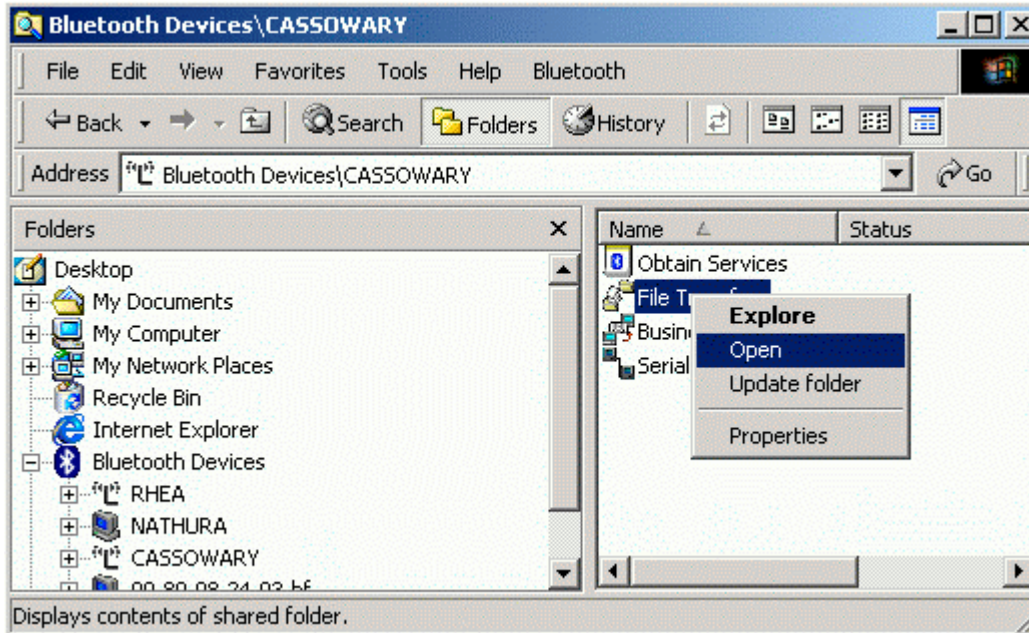 Bluetooth Devices\CASSOWARY
File Edit View Favorites Tools Help Bluetooth
Back Search Folders History
Address Bluetooth Devices\CASSOWARY Go
Folders
Desktop
My Documents
My Computer
My Network Places
Recycle Bin
Internet Explorer
Bluetooth Devices
RHEA
NATHURA
CASSOWARY
Name Status
Obtain Services
File
Serial
Explore
Open
Update folder
Properties
Displays contents of shared folder.